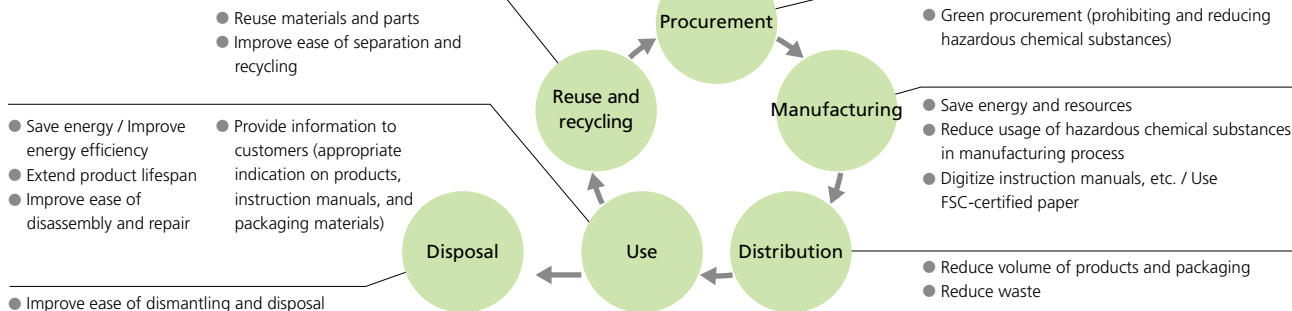 ● Reuse materials and parts
● Improve ease of separation and
recycling
Procurement
● Green procurement (prohibiting and reducing
hazardous chemical substances)
Reuse and
recycling
Manufacturing
● Save energy and resources
● Reduce usage of hazardous chemical substances
in manufacturing process
● Digitize instruction manuals, etc. / Use
FSC-certified paper
● Save energy / Improve
energy efficiency
● Extend product lifespan
● Improve ease of
disassembly and repair
● Provide information to
customers (appropriate
indication on products,
instruction manuals, and
packaging materials)
Disposal
Use
Distribution
● Reduce volume of products and packaging
● Reduce waste
● Improve ease of dismantling and disposal